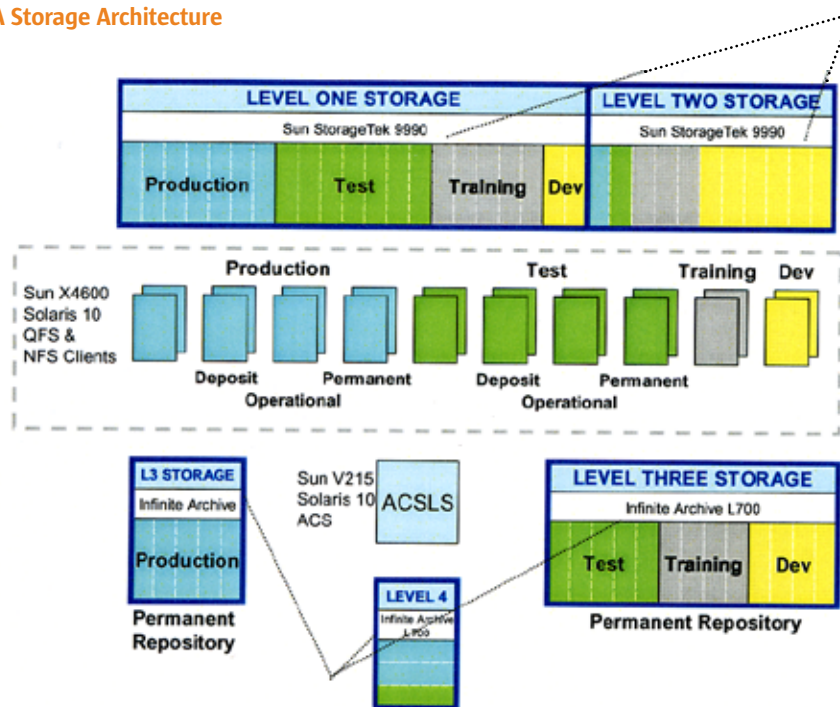 A Storage Architecture
LEVEL ONE STORAGE
LEVEL TWO STORAGE
Sun StorageTek 9990
Sun StorageTek 9990
Production
Test
Training
Dev
Production
Test
Training
Dev
Sun X4600
Solaris 10
QFS &
NFS Clients
Deposit
Permanent
Deposit
Permanent
Operational
Operational
L3 STORAGE
Infinite Archive
Production
Permanent
Repository
Sun V215
Solaris 10
ACS
ACSLS
LEVEL THREE STORAGE
Infinite Archive L700
Test
Training
Dev
Permanent Repository
LEVEL 4
Infinite Archive
L700